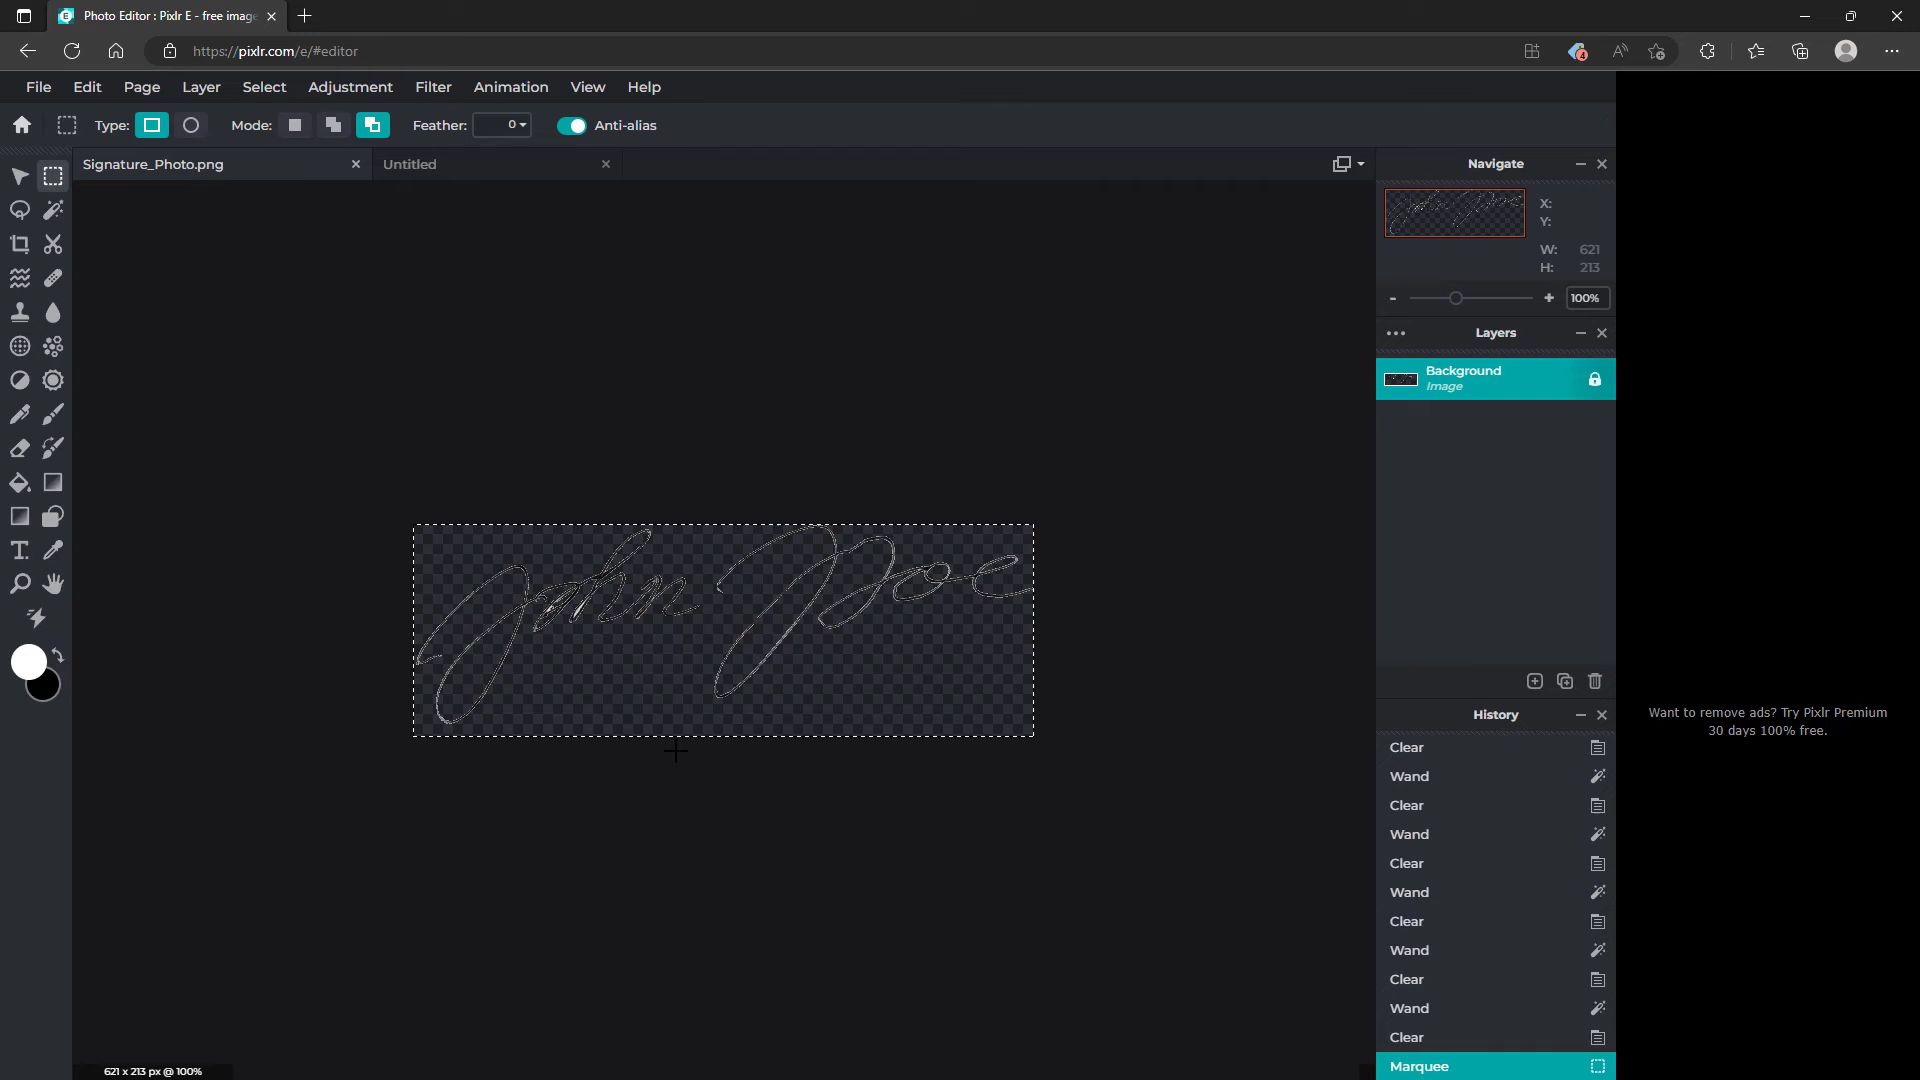 Photo Editor : Pixlr E - free imag
https://pixlr.com/e/#editor
4
File Edit Page Layer Select Adjustment Filter Animation View Help
Type: Mode: Feather: 0 Anti-alias
Signature_Photo.png
Untitled
Navigate
X:
Y:
W: 621
H: 213
- + 100%
Layers
Background
Image
John Doe
Want to remove ads? Try Pixlr Premium
30 days 100% free.
History
Clear
Wand
Clear
Wand
Clear
Wand
Clear
Wand
Clear
Wand
Clear
Marquee
621 x 213 px @ 100%